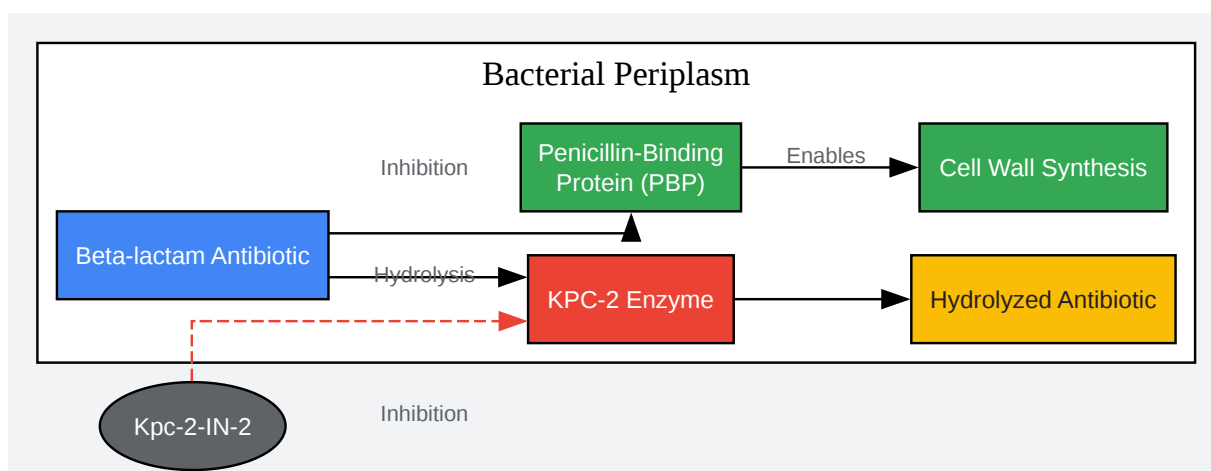 Bacterial Periplasm
Inhibition
Penicillin-Binding
Protein (PBP)
Enables
Cell Wall Synthesis
Beta-lactam Antibiotic
Hydrolysis
KPC-2 Enzyme
Hydrolyzed Antibiotic
Kpc-2-IN-2
Inhibition